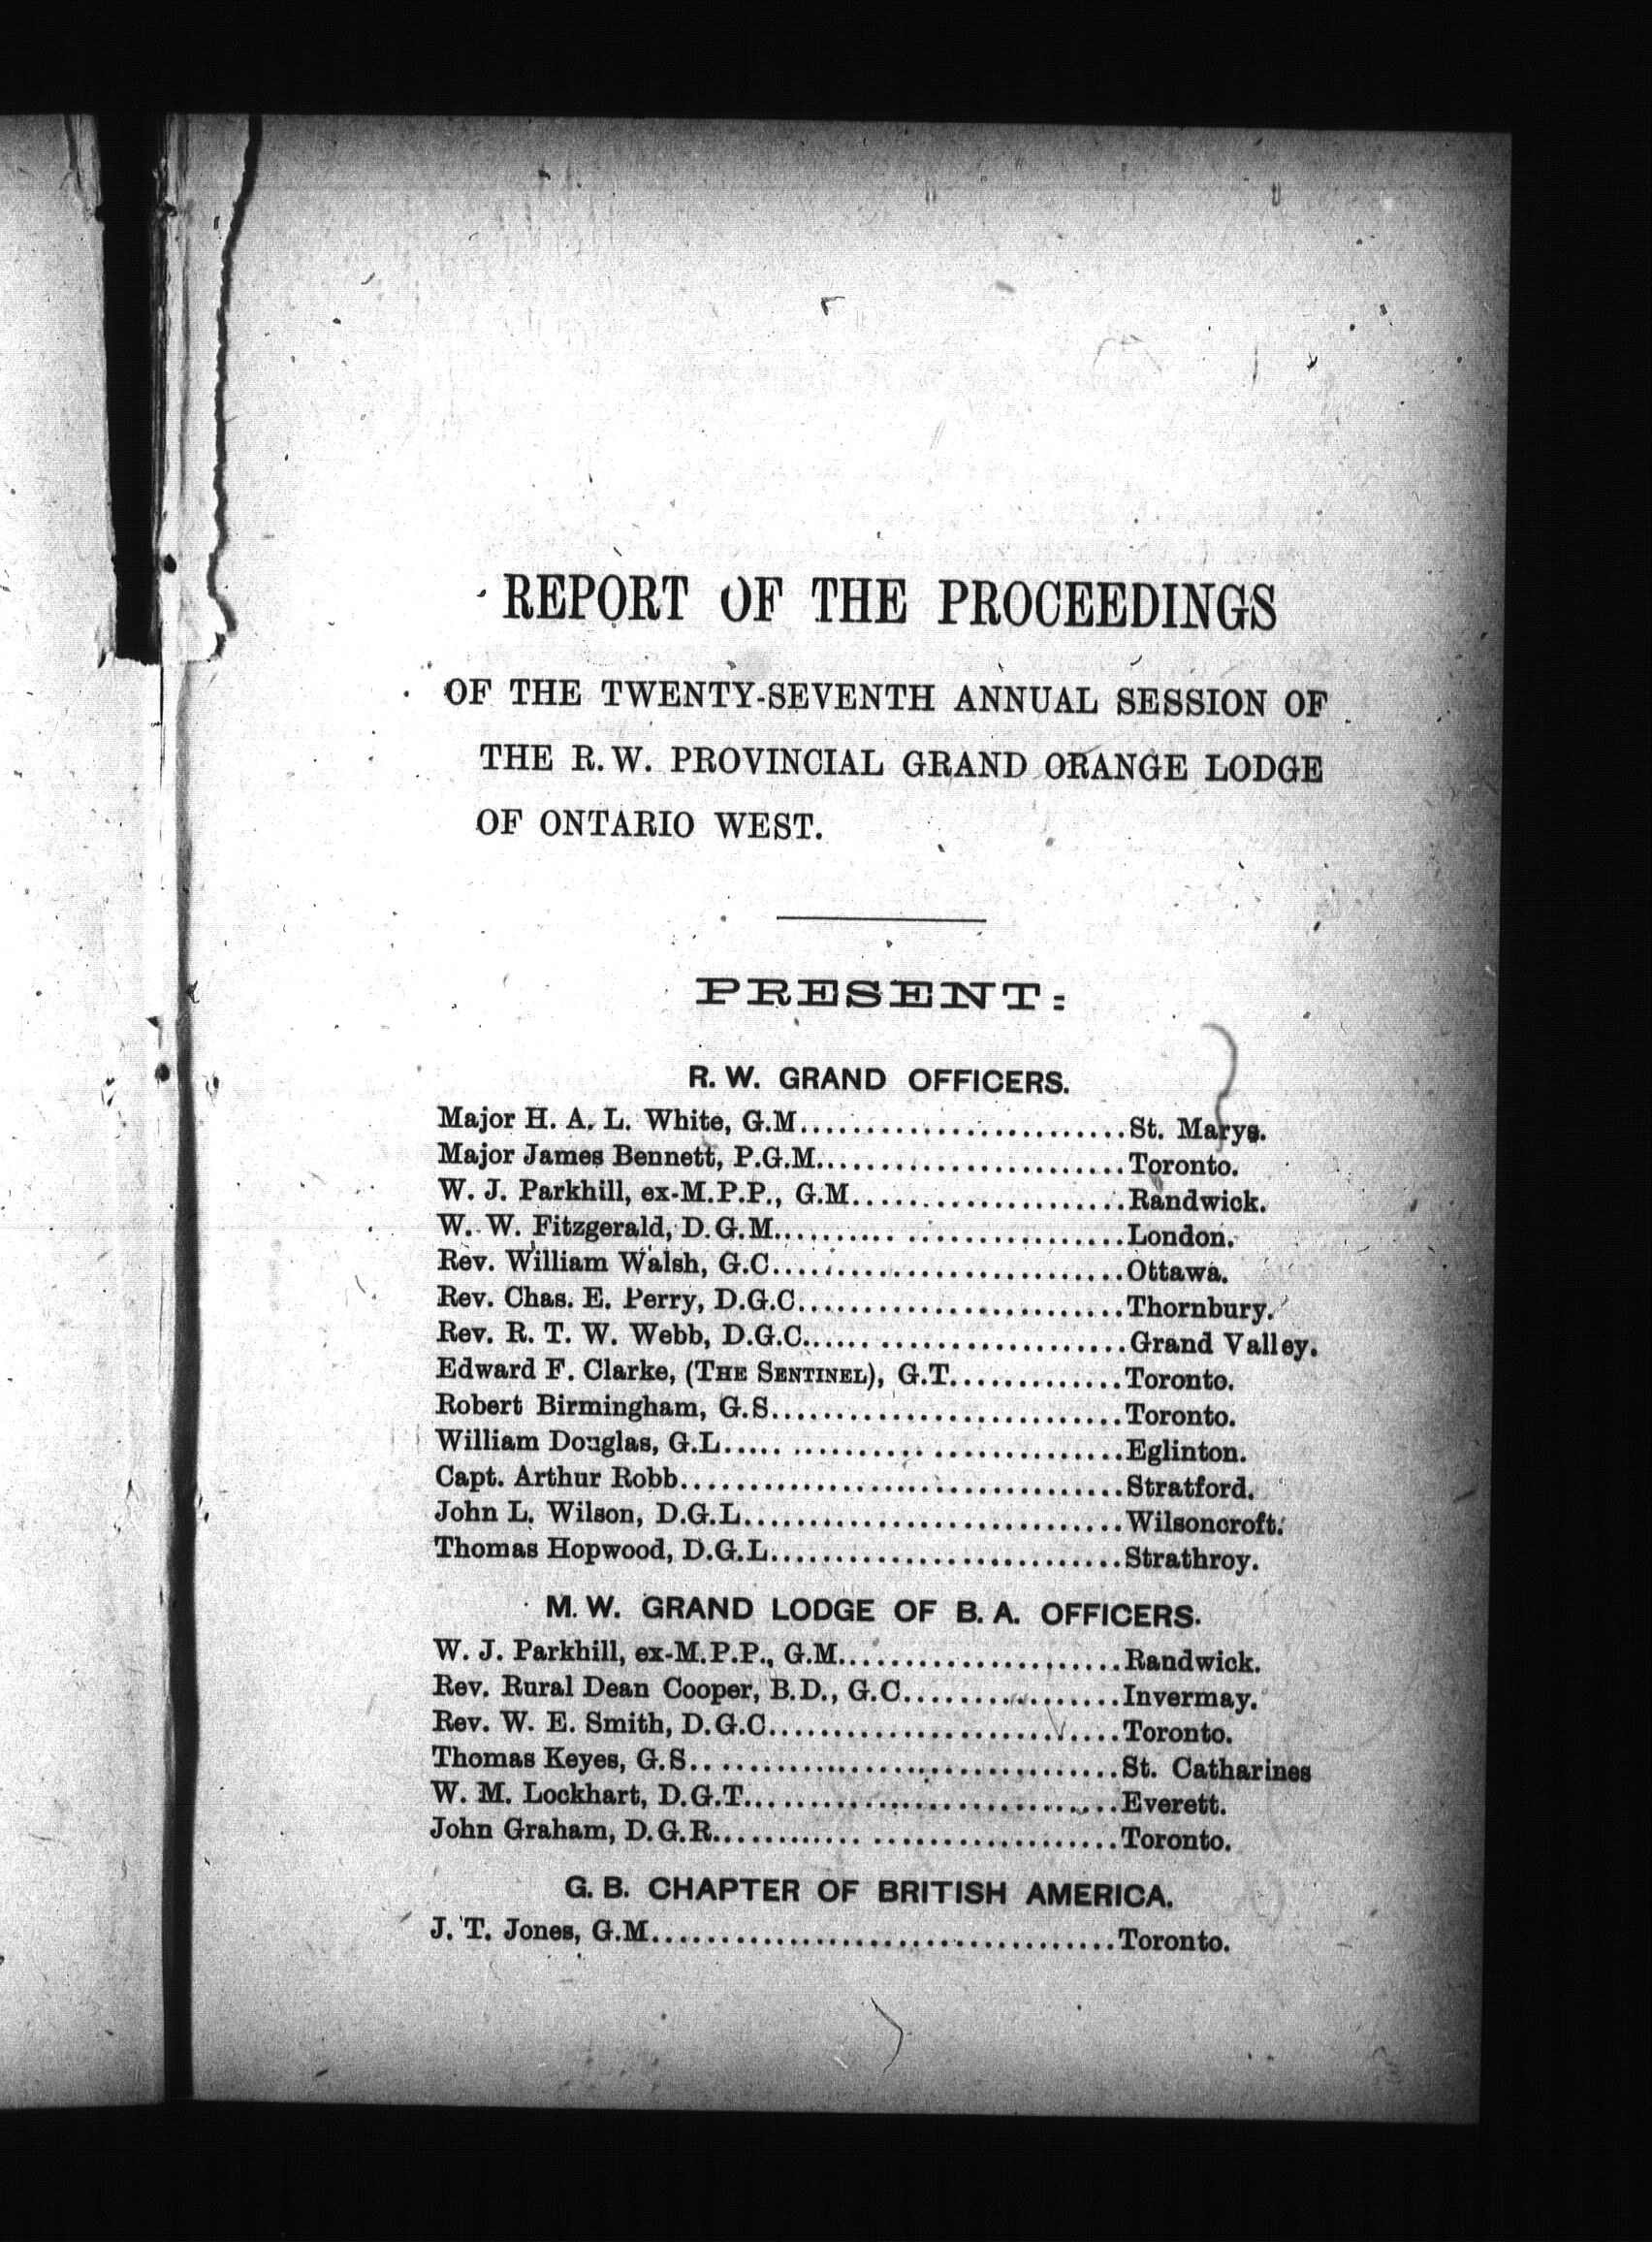 REPORT OF THE PROCEEDINGS
OF THE TWENTY-SEVENTH ANNUAL SESSION OF
THE R. W. PROVINCIAL GRAND ORANGE LODGE
OF ONTARIO WEST.
PRESENT:
R. W. GRAND OFFICERS.
Major H. A. L. White, G.M..............................St. Marys.
Major James Bennett, P.G.M............................Toronto.
W. J. Parkhill, ex-M.P.P., G.M.........................Randwick.
W. W. Fitzgerald, D.G.M................................London.
Rev. William Walsh, G.C................................Ottawa.
Rev. Chas. E. Perry, D.G.C.............................Thornbury.
Rev. R. T. W. Webb, D.G.C..............................Grand Valley.
Edward F. Clarke, (THE SENTINEL), G.T.............Toronto.
Robert Birmingham, G.S................................Toronto.
William Douglas, G.L...................................Eglinton.
Capt. Arthur Robb.......................................Stratford.
John L. Wilson, D.G.L..................................Wilsoncroft.
Thomas Hopwood, D.G.L................................Strathroy.
M. W. GRAND LODGE OF B. A. OFFICERS.
W. J. Parkhill, ex-M.P.P., G.M.........................Randwick.
Rev. Rural Dean Cooper, B.D., G.C...................Invermay.
Rev. W. E. Smith, D.G.C................................Toronto.
Thomas Keyes, G.S......................................St. Catharines
W. M. Lockhart, D.G.T..................................Everett.
John Graham, D.G.R.....................................Toronto.
G. B. CHAPTER OF BRITISH AMERICA.
J. T. Jones, G.M.........................................Toronto.